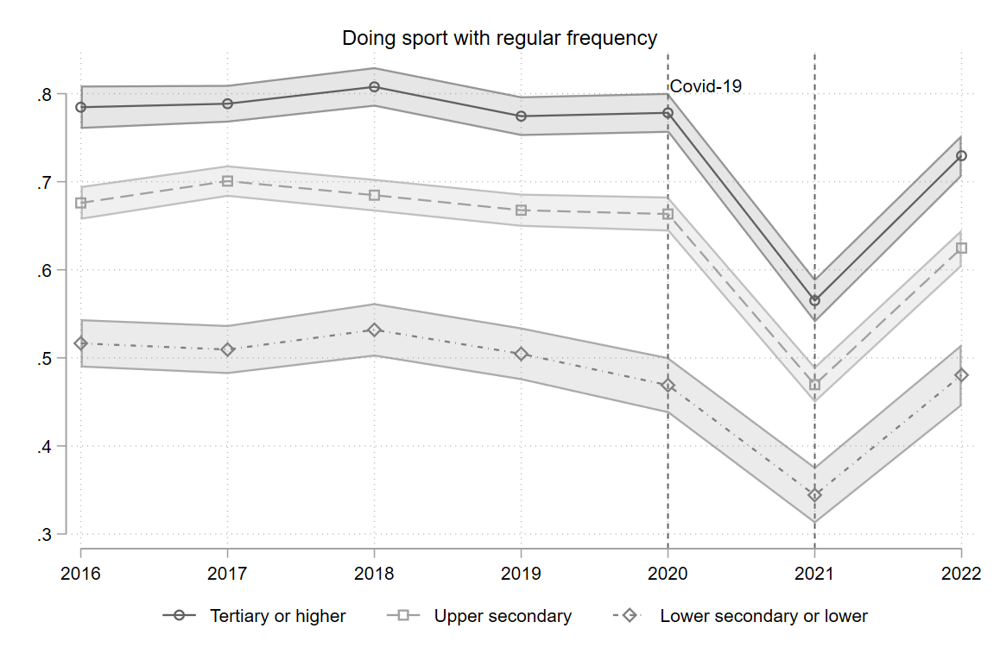 Doing sport with regular frequency
Covid-19
.8
.7
.6
.5
.4
.3
2016 2017 2018 2019 2020 2021 2022
Tertiary or higher Upper secondary Lower secondary or lower